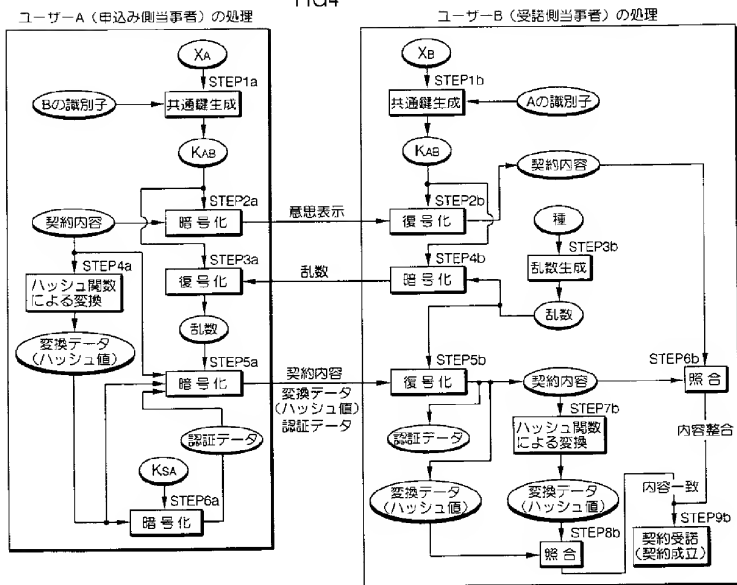 FIG4
ユーザーA（申込み側当事者）の処理
XA
STEP1a
Bの識別子
共通鍵生成
KAB
STEP2a
契約内容
暗号化
意思表示
STEP3a
STEP4a
復号化
乱数
ハッシュ関数
による変換
乱数
変換データ
(ハッシュ値)
STEP5a
暗号化
契約内容
変換データ
(ハッシュ値)
認証データ
認証データ
KSA
STEP6a
暗号化
ユーザーB（受諾側当事者）の処理
XB
STEP1b
共通鍵生成
Aの識別子
KAB
契約内容
STEP2b
復号化
種
STEP3b
STEP4b
乱数生成
暗号化
乱数
STEP5b
STEP6b
復号化
契約内容
照合
STEP7b
認証データ
ハッシュ関数
による変換
内容整合
変換データ
(ハッシュ値)
変換データ
(ハッシュ値)
内容一致
STEP8b
STEP9b
照合
契約受諾
(契約成立)